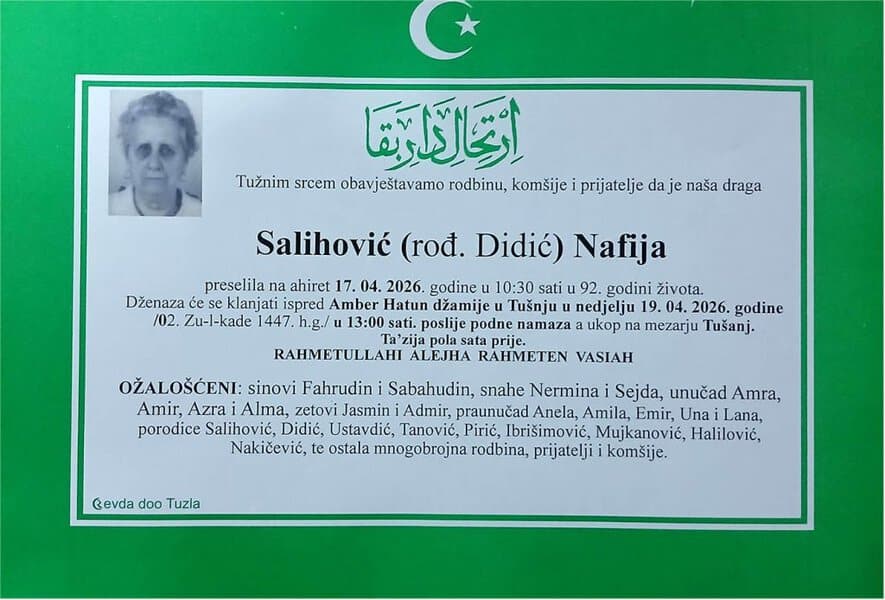 اِرْتَحَالِ دَارِ بَقَا
Tužnim srcem obavještavamo rodbinu, komšije i prijatelje da je naša draga
Salihović (rođ. Didić) Nafija
preselila na ahiret 17. 04. 2026. godine u 10:30 sati u 92. godini života.
Dženaza će se klanjati ispred Amber Hatun džamije u Tušnju u nedjelju 19. 04. 2026. godine
/02. Zu-l-kade 1447. h.g./ u 13:00 sati. poslije podne namaza a ukop na mezarju Tušanj.
Ta'zija pola sata prije.
RAHMETULLAHI ALEJHA RAHMETEN VASIAH
OŽALOŠĆENI: sinovi Fahrudin i Sabahudin, snahe Nermina i Sejda, unučad Amra,
Amir, Azra i Alma, zetovi Jasmin i Admir, praunučad Anela, Amila, Emir, Una i Lana,
porodice Salihović, Didić, Ustavdić, Tanović, Pirić, Ibrišimović, Mujkanović, Halilović,
Nakičević, te ostala mnogobrojna rodbina, prijatelji i komšije.
Cevda doo Tuzla